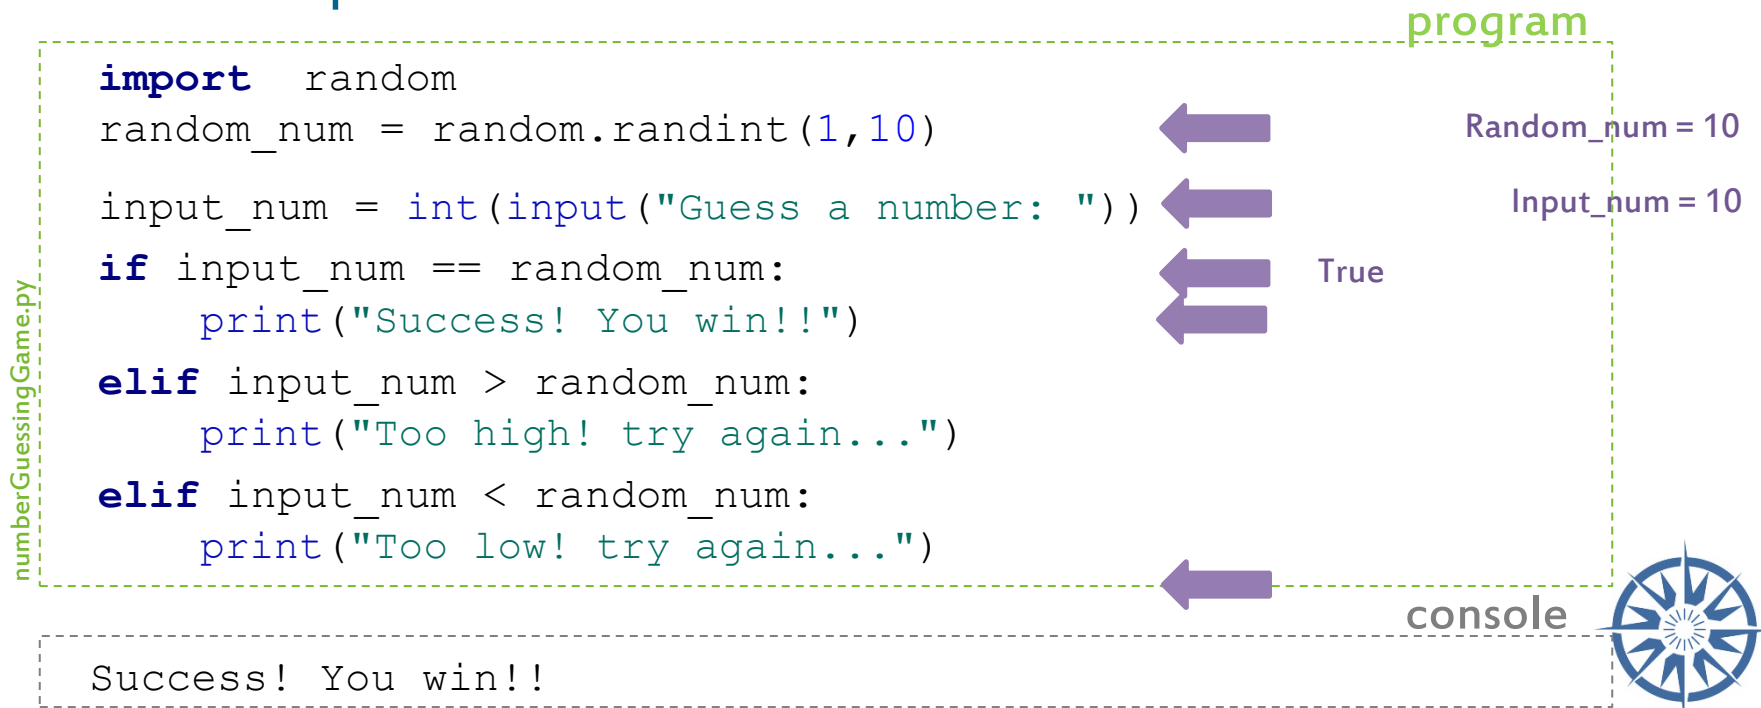 program
import random
random_num = random.randint(1,10)
Random_num = 10
input_num = int(input("Guess a number: "))
Input_num = 10
if input_num == random_num:
True
    print("Success! You win!!")
elif input_num > random_num:
    print("Too high! try again...")
elif input_num < random_num:
    print("Too low! try again...")
numberGuessingGame.py
console
Success! You win!!